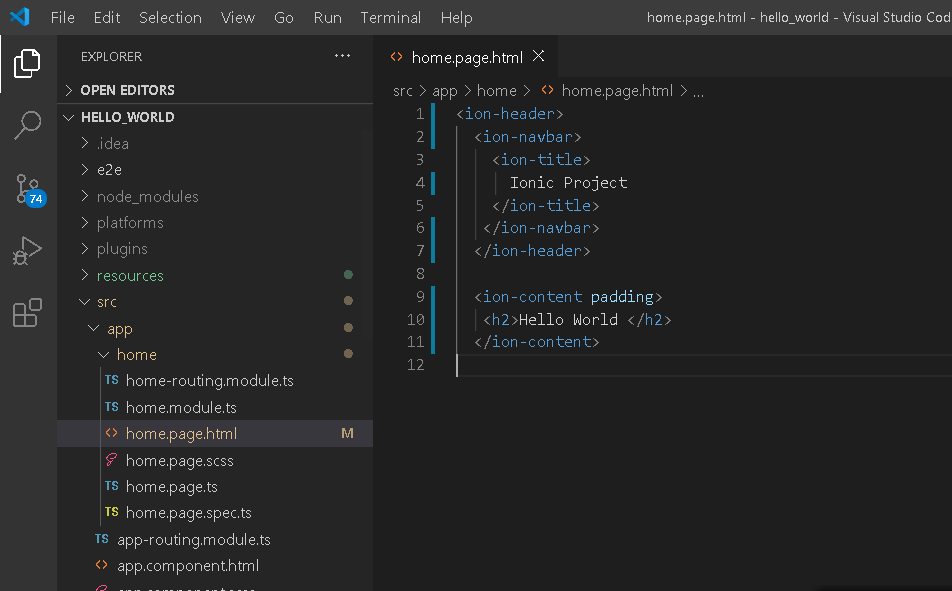 File Edit Selection View Go Run Terminal Help home.page.html - hello_world - Visual Studio Cod
EXPLORER ...
OPEN EDITORS
HELLO_WORLD
.idea
e2e
node_modules
platforms
plugins
resources
src
app
home
TS home-routing.module.ts
TS home.module.ts
<> home.page.html M
home.page.scss
TS home.page.ts
TS home.page.spec.ts
TS app-routing.module.ts
<> app.component.html
74
<> home.page.html
src > app > home > <> home.page.html > ...
1 <ion-header>
2 <ion-navbar>
3 <ion-title>
4 Ionic Project
5 </ion-title>
6 </ion-navbar>
7 </ion-header>
8
9 <ion-content padding>
10 <h2>Hello World </h2>
11 </ion-content>
12